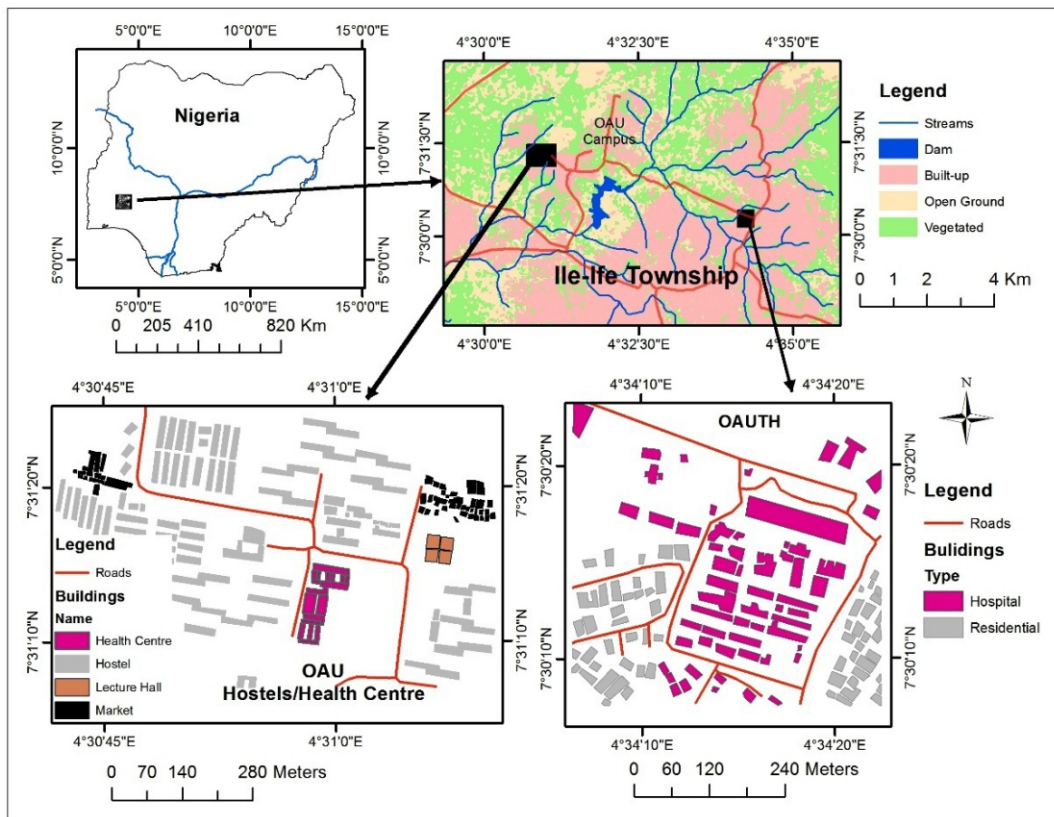 5°0'0"E 10°0'0"E 15°0'0"E
Nigeria
10°0'0"N
5°0'0"N
10°0'0"N
5°0'0"N
5°0'0"E 10°0'0"E 15°0'0"E
0 205 410 820 Km
4°30'0"E 4°32'30"E 4°35'0"E
OAU
Campus
7°31'30"N
7°30'0"N
7°31'30"N
7°30'0"N
Ile-Ife Township
4°30'0"E 4°32'30"E 4°35'0"E
Legend
Streams
Dam
Built-up
Open Ground
Vegetated
0 1 2 4 Km
4°30'45"E 4°31'0"E
7°31'20"N
7°31'10"N
7°31'20"N
7°31'10"N
Legend
Roads
Buildings
Name
Health Centre
Hostel
Lecture Hall
Market
OAU
Hostels/Health Centre
4°30'45"E 4°31'0"E
0 70 140 280 Meters
4°34'10"E 4°34'20"E
OAUTH
7°30'20"N
7°30'10"N
7°30'20"N
7°30'10"N
4°34'10"E 4°34'20"E
0 60 120 240 Meters
N
Legend
Roads
Bulidings
Type
Hospital
Residential